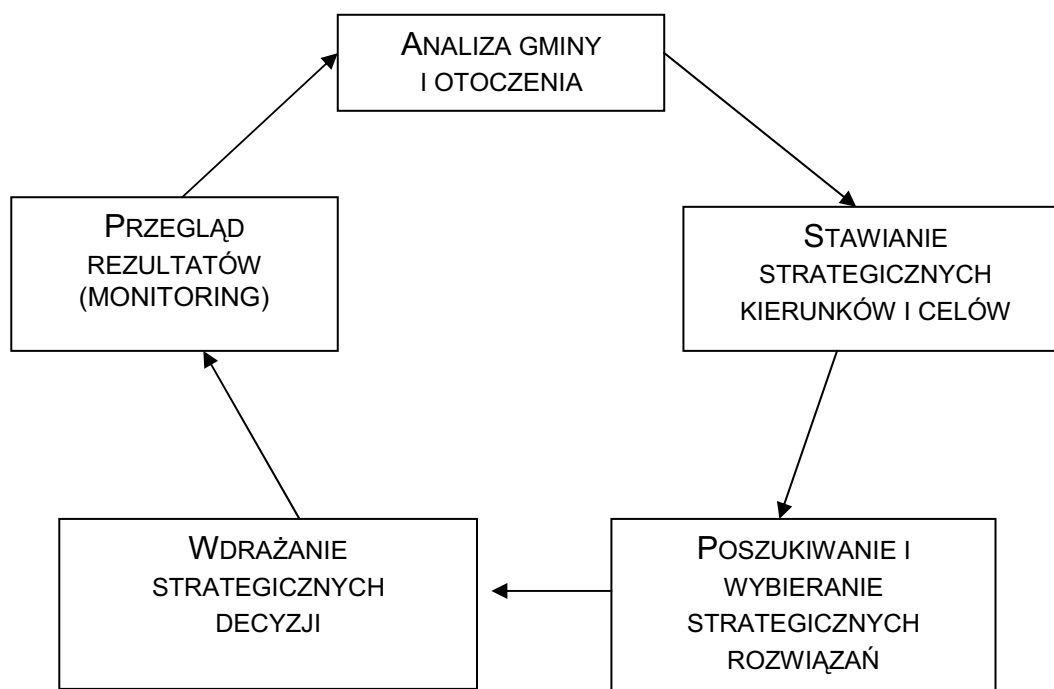 ANALIZA GMINY
I OTOCZENIA
PRZEGLĄD
REZULTATÓW
(MONITORING)
STAWIANIE
STRATEGICZNYCH
KIERUNKÓW I CELÓW
WDRAŻANIE
STRATEGICZNYCH
DECYZJI
POSZUKIWANIE I
WYBIERANIE
STRATEGICZNYCH
ROZWIĄZAŃ